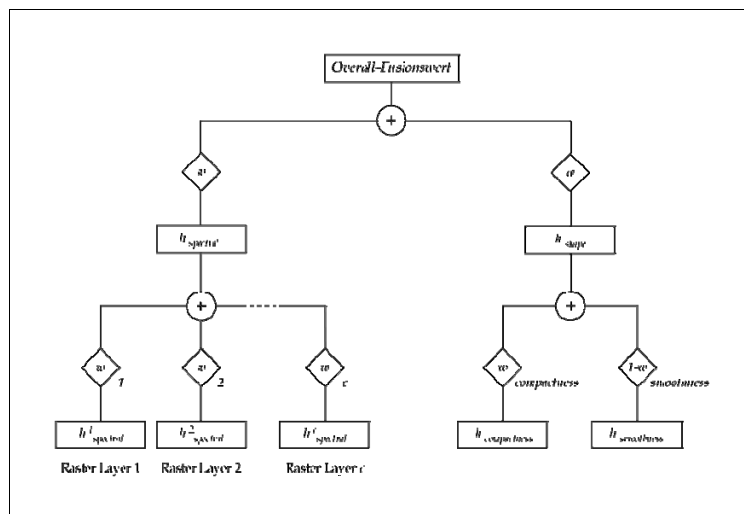 Overall-Fusionswert
+
w
w
h spectral
h shape
+
+
w 1
w 2
w c
w compactness
1-w smoothness
h 1 spectral
h 2 spectral
h c spectral
h compactness
h smoothness
Raster Layer 1
Raster Layer 2
Raster Layer c